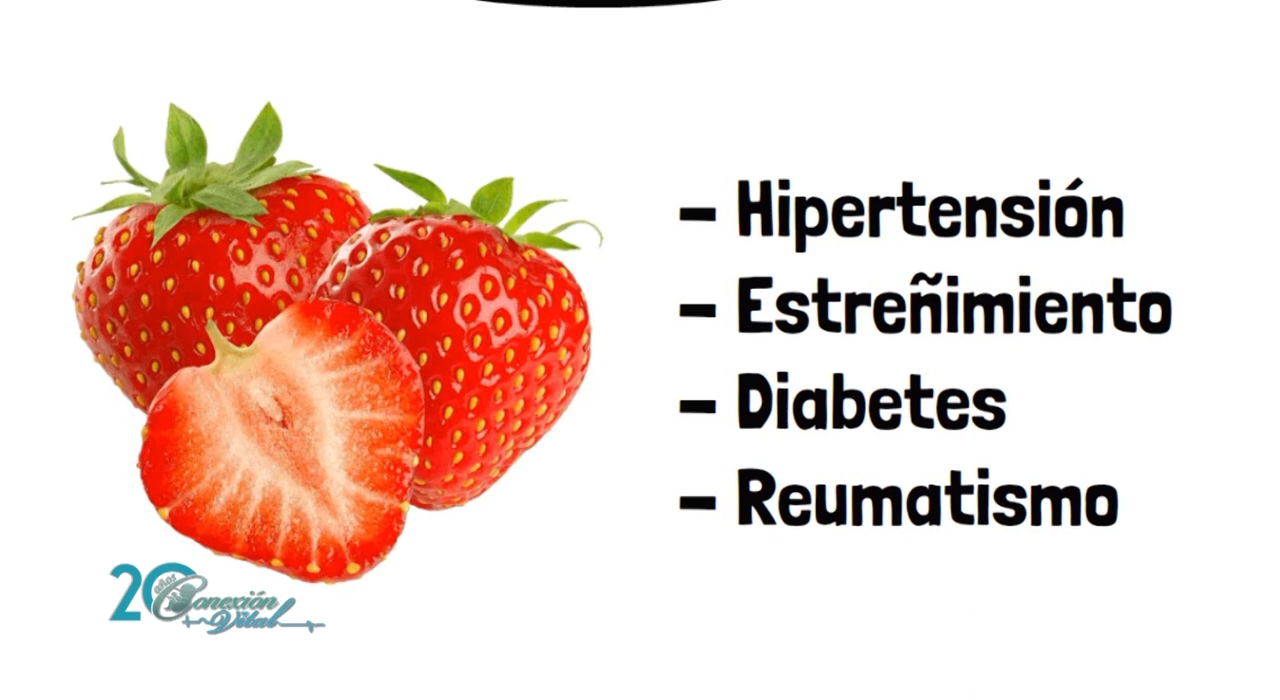 - Hipertensión
- Estreñimiento
- Diabetes
- Reumatismo
20 años Conexión
Vital